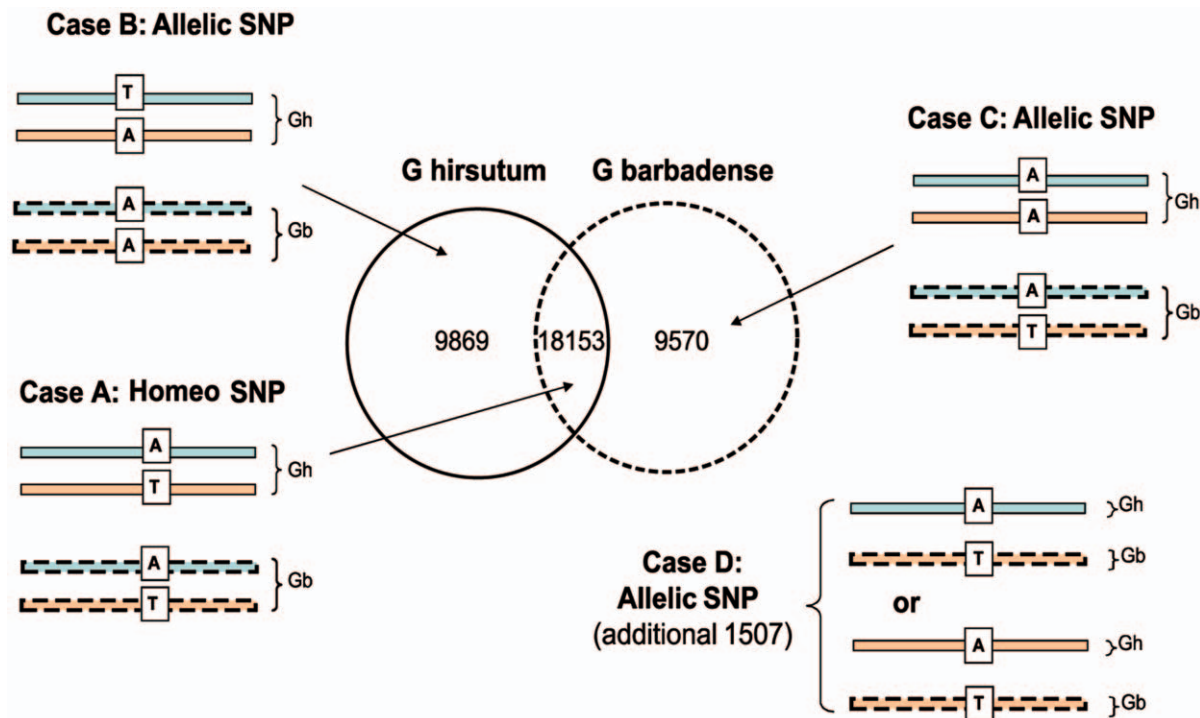 Case B: Allelic SNP
T
A
Gh
A
A
Gb
G hirsutum G barbadense
9869 18153 9570
Case C: Allelic SNP
A
A
Gh
A
T
Gb
Case A: Homeo SNP
A
T
Gh
A
T
Gb
Case D:
Allelic SNP
(additional 1507)
A Gh
T Gb
or
A Gh
T Gb